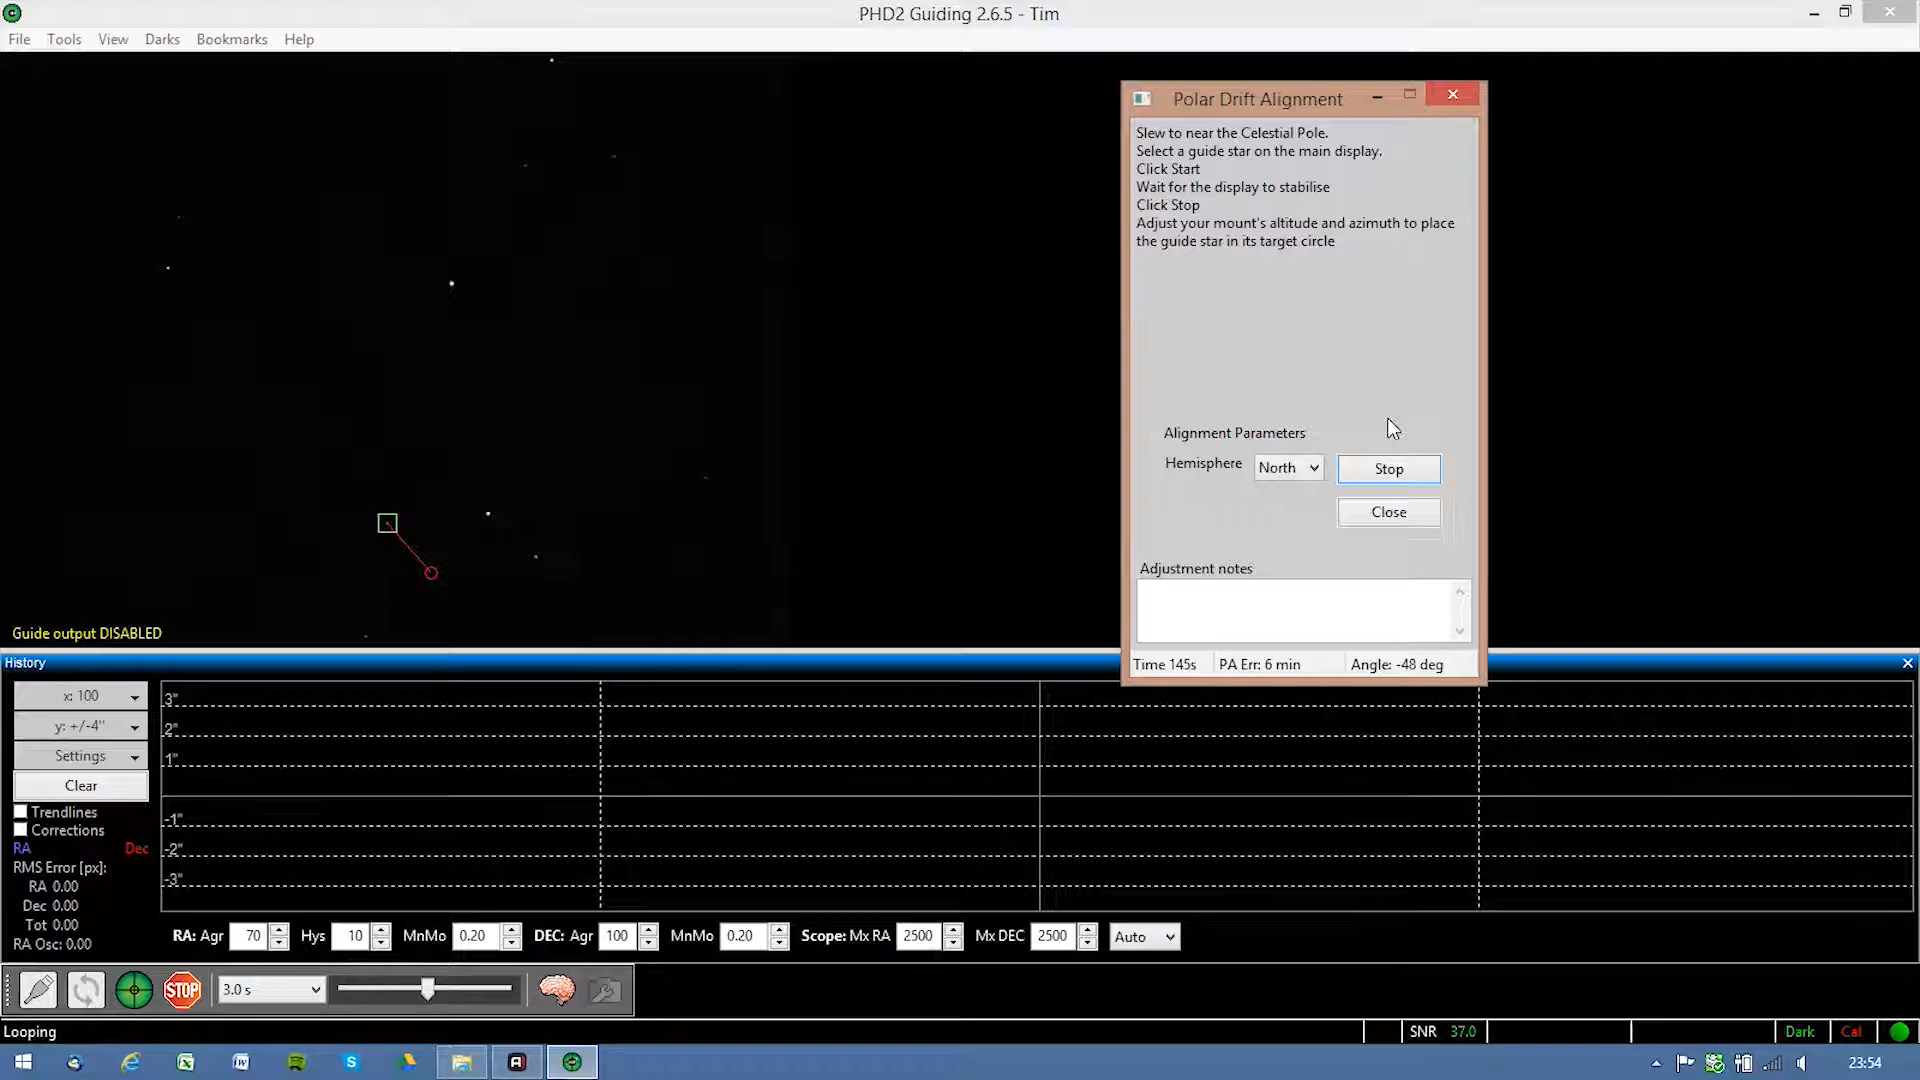 PHD2 Guiding 2.6.5 - Tim
File Tools View Darks Bookmarks Help
Polar Drift Alignment
Slew to near the Celestial Pole.
Select a guide star on the main display.
Click Start
Wait for the display to stabilise
Click Stop
Adjust your mount's altitude and azimuth to place
the guide star in its target circle
Alignment Parameters
Hemisphere North Stop
Close
Adjustment notes
Time 145s PA Err: 6 min Angle: -48 deg
Guide output DISABLED
History
x: 100
y: +/-4"
Settings
Clear
Trendlines
Corrections
RA Dec
RMS Error [px]:
RA 0.00
Dec 0.00
Tot 0.00
RA Osc: 0.00
3"
2"
1"
-1"
-2"
-3"
RA: Agr 70 Hys 10 MnMo 0.20 DEC: Agr 100 MnMo 0.20 Scope: Mx RA 2500 Mx DEC 2500 Auto
STOP 3.0 s
Looping SNR 37.0 Dark Cal
23:54